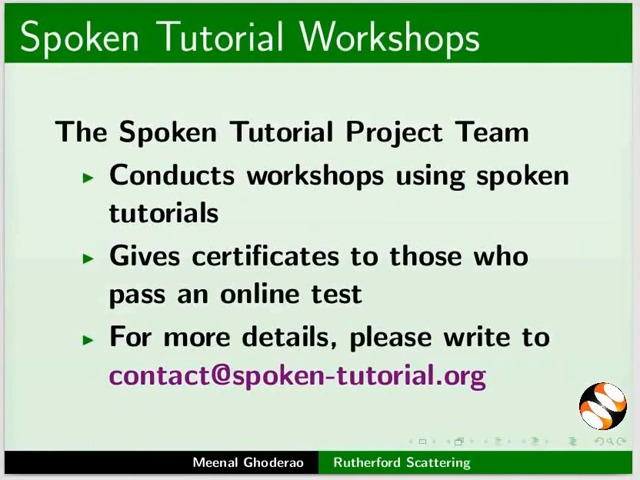 Spoken Tutorial Workshops
The Spoken Tutorial Project Team
Conducts workshops using spoken
tutorials
Gives certificates to those who
pass an online test
For more details, please write to
contact@spoken-tutorial.org
Meenal Ghoderao Rutherford Scattering